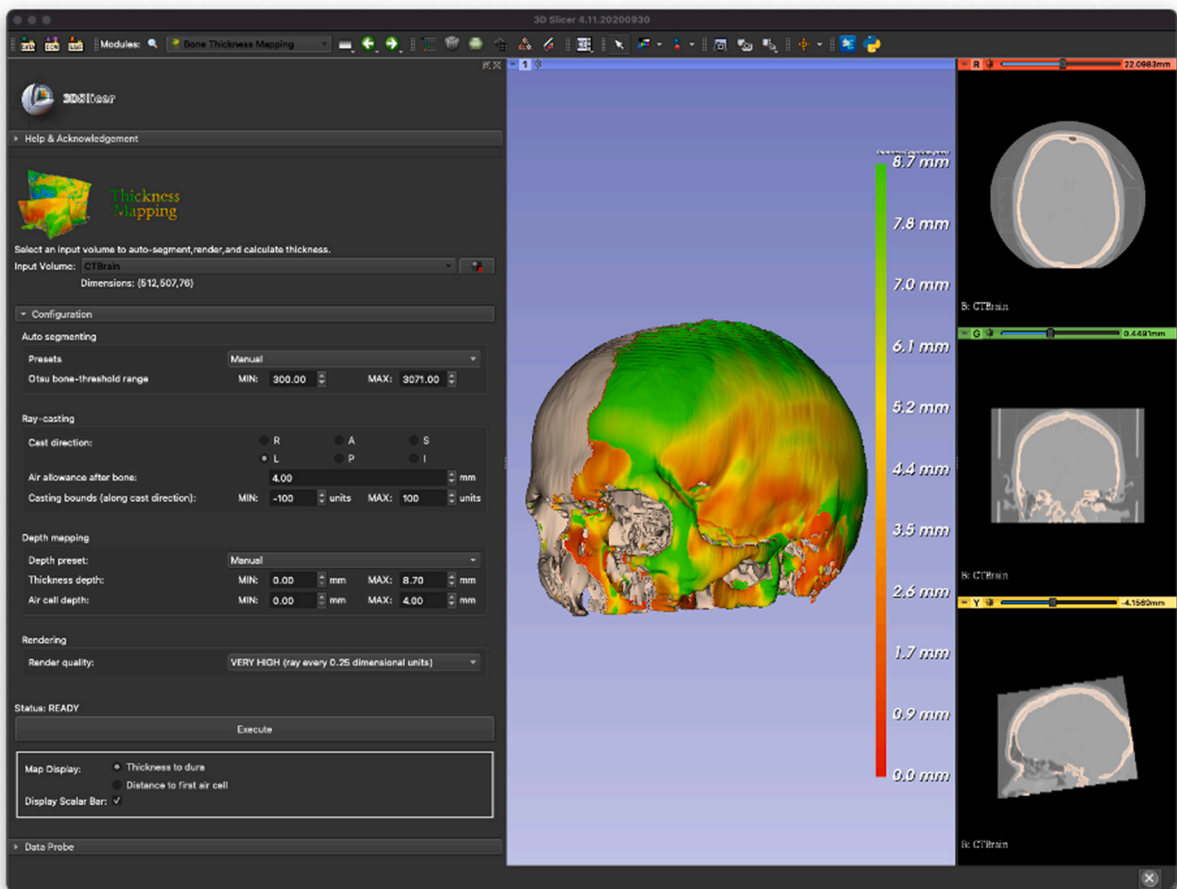 3D Slicer 4.11.20200930
Modules: Bone Thickness Mapping
3DSlicer
Help & Acknowledgement
Thickness
Mapping
Select an input volume to auto-segment,render,and calculate thickness.
Input Volume: CTBrain
Dimensions: (512,507,76)
Configuration
Auto segmenting
Presets Manual
Otsu bone-threshold range MIN: 300.00 MAX: 3071.00
Ray-casting
Cast direction: R A S
L P I
Air allowance after bone: 4.00 mm
Casting bounds (along cast direction): MIN: -100 units MAX: 100 units
Depth mapping
Depth preset: Manual
Thickness depth: MIN: 0.00 mm MAX: 8.70 mm
Air cell depth: MIN: 0.00 mm MAX: 4.00 mm
Rendering
Render quality: VERY HIGH (ray every 0.25 dimensional units)
Status: READY
Execute
Map Display: Thickness to dura
Distance to first air cell
Display Scalar Bar:
Data Probe
1
8.7 mm
7.8 mm
7.0 mm
6.1 mm
5.2 mm
4.4 mm
3.5 mm
2.6 mm
1.7 mm
0.9 mm
0.0 mm
R 22.0983mm
B: CTBrain
G 0.4491mm
B: CTBrain
Y -4.1569mm
B: CTBrain